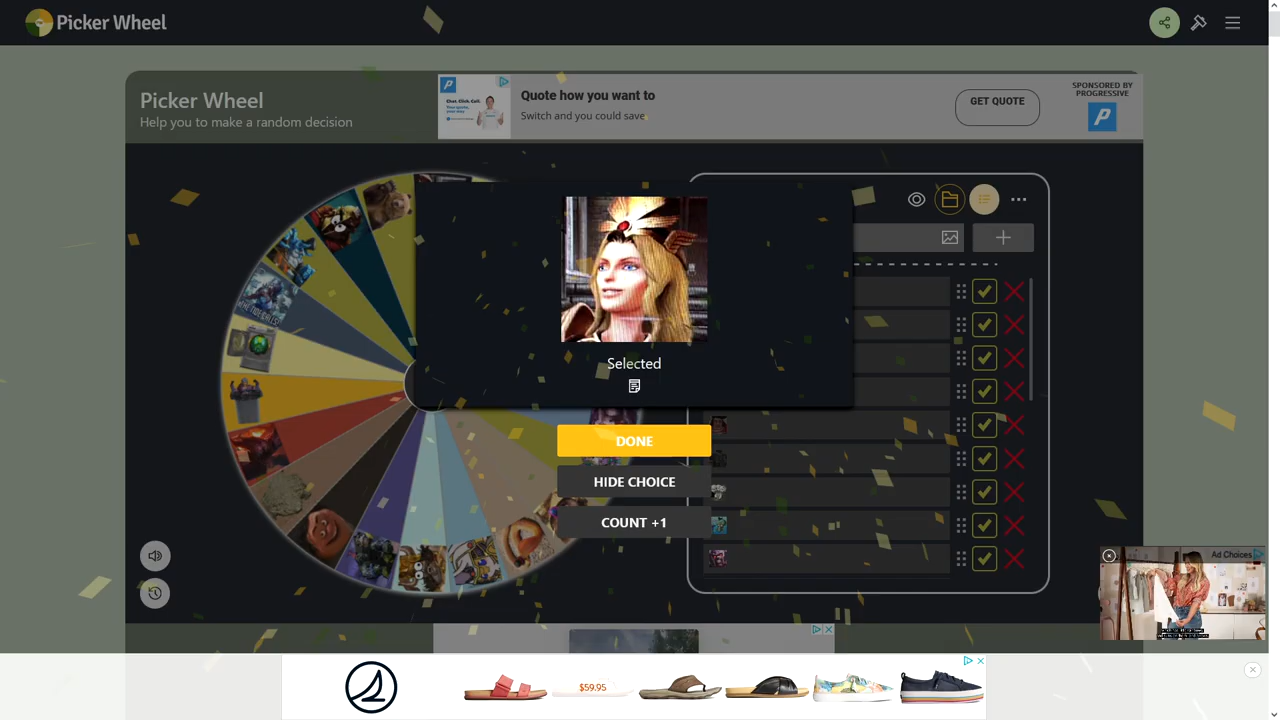 Picker Wheel
Picker Wheel
Help you to make a random decision
Quote how you want to
Switch and you could save.
GET QUOTE
SPONSORED BY
PROGRESSIVE
Selected
DONE
HIDE CHOICE
COUNT +1
Ad Choices
$59.95